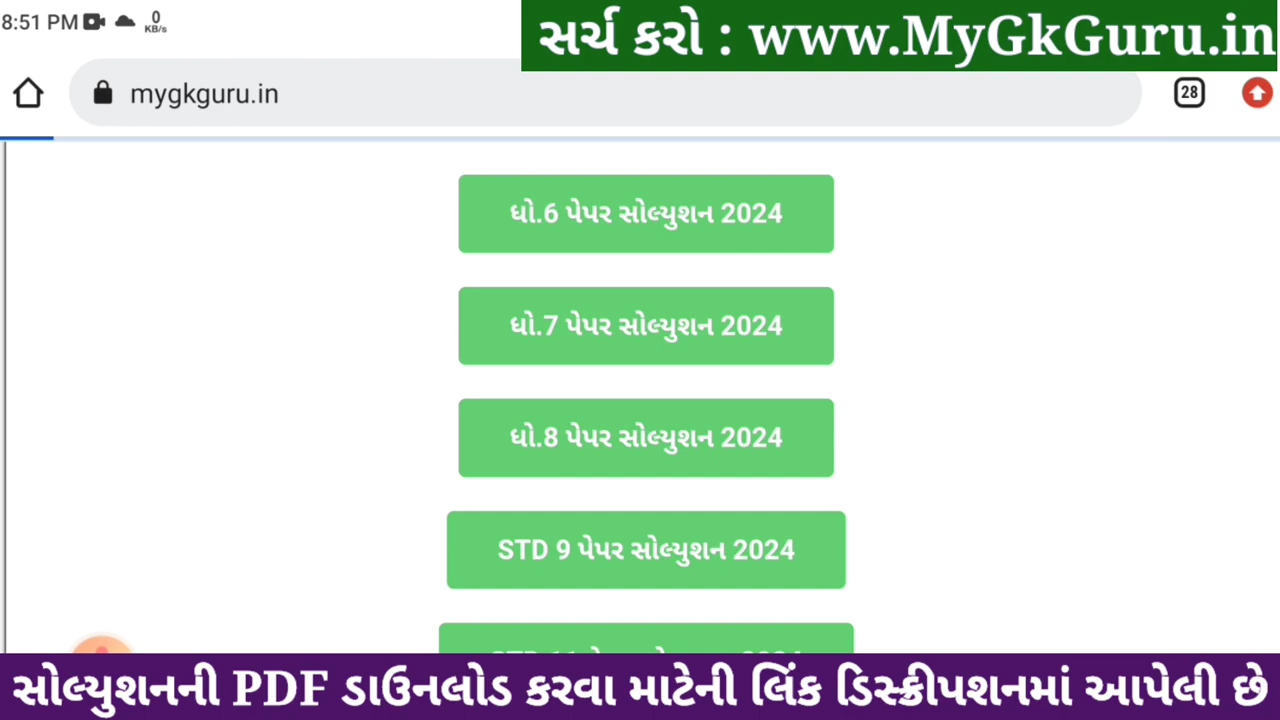 8:51 PM
0 KB/s
સર્ચ કરો : www.MyGkGuru.in
mygkguru.in
28
ધો.6 પેપર સોલ્યુશન 2024
ધો.7 પેપર સોલ્યુશન 2024
ધો.8 પેપર સોલ્યુશન 2024
STD 9 પેપર સોલ્યુશન 2024
સોલ્યુશનની PDF ડાઉનલોડ કરવા માટેની લિંક ડિસ્ક્રીપશનમાં આપેલી છે